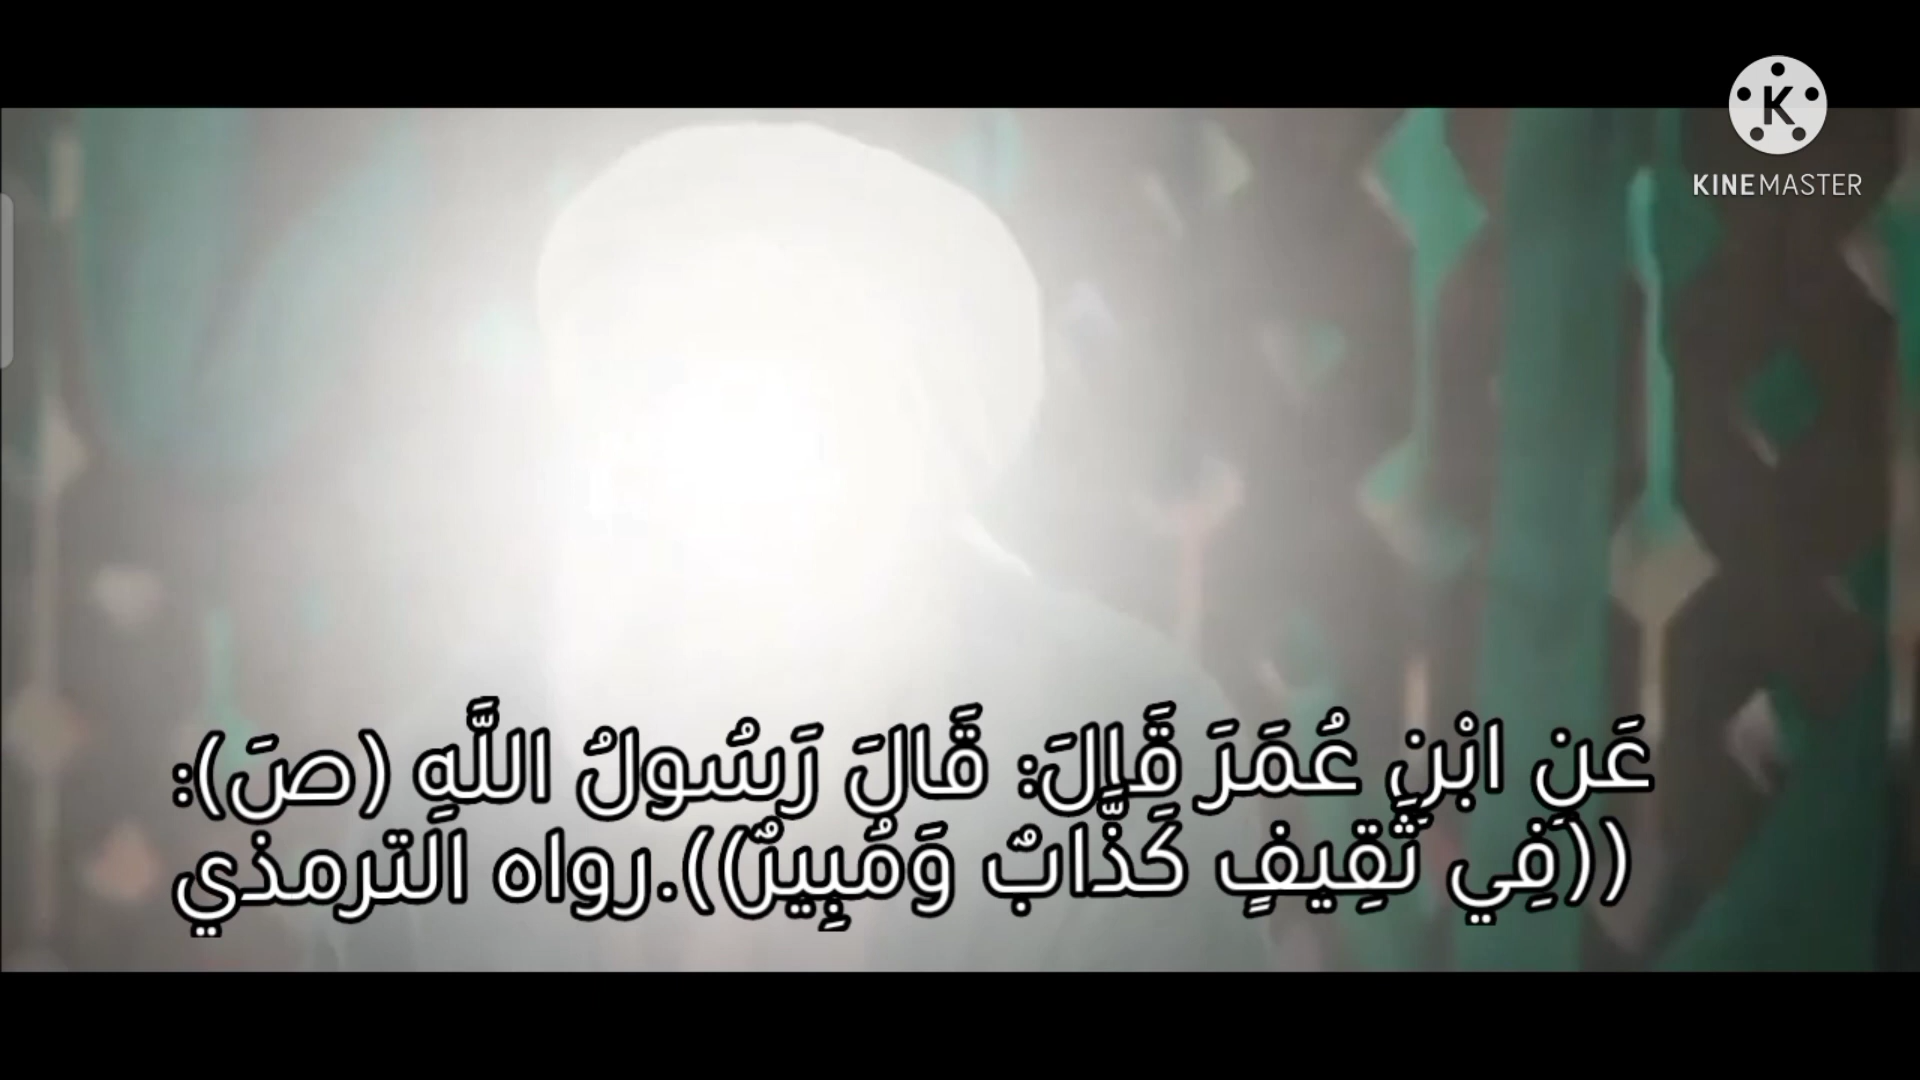 KINEMASTER
عَنِ ابْنِ عُمَرَ قَالَ: قَالَ رَسُولُ اللَّهِ (صَ):
((فِي ثَقِيفٍ كَذَّابٌ وَمُبِيرٌ)).رواه الترمذي